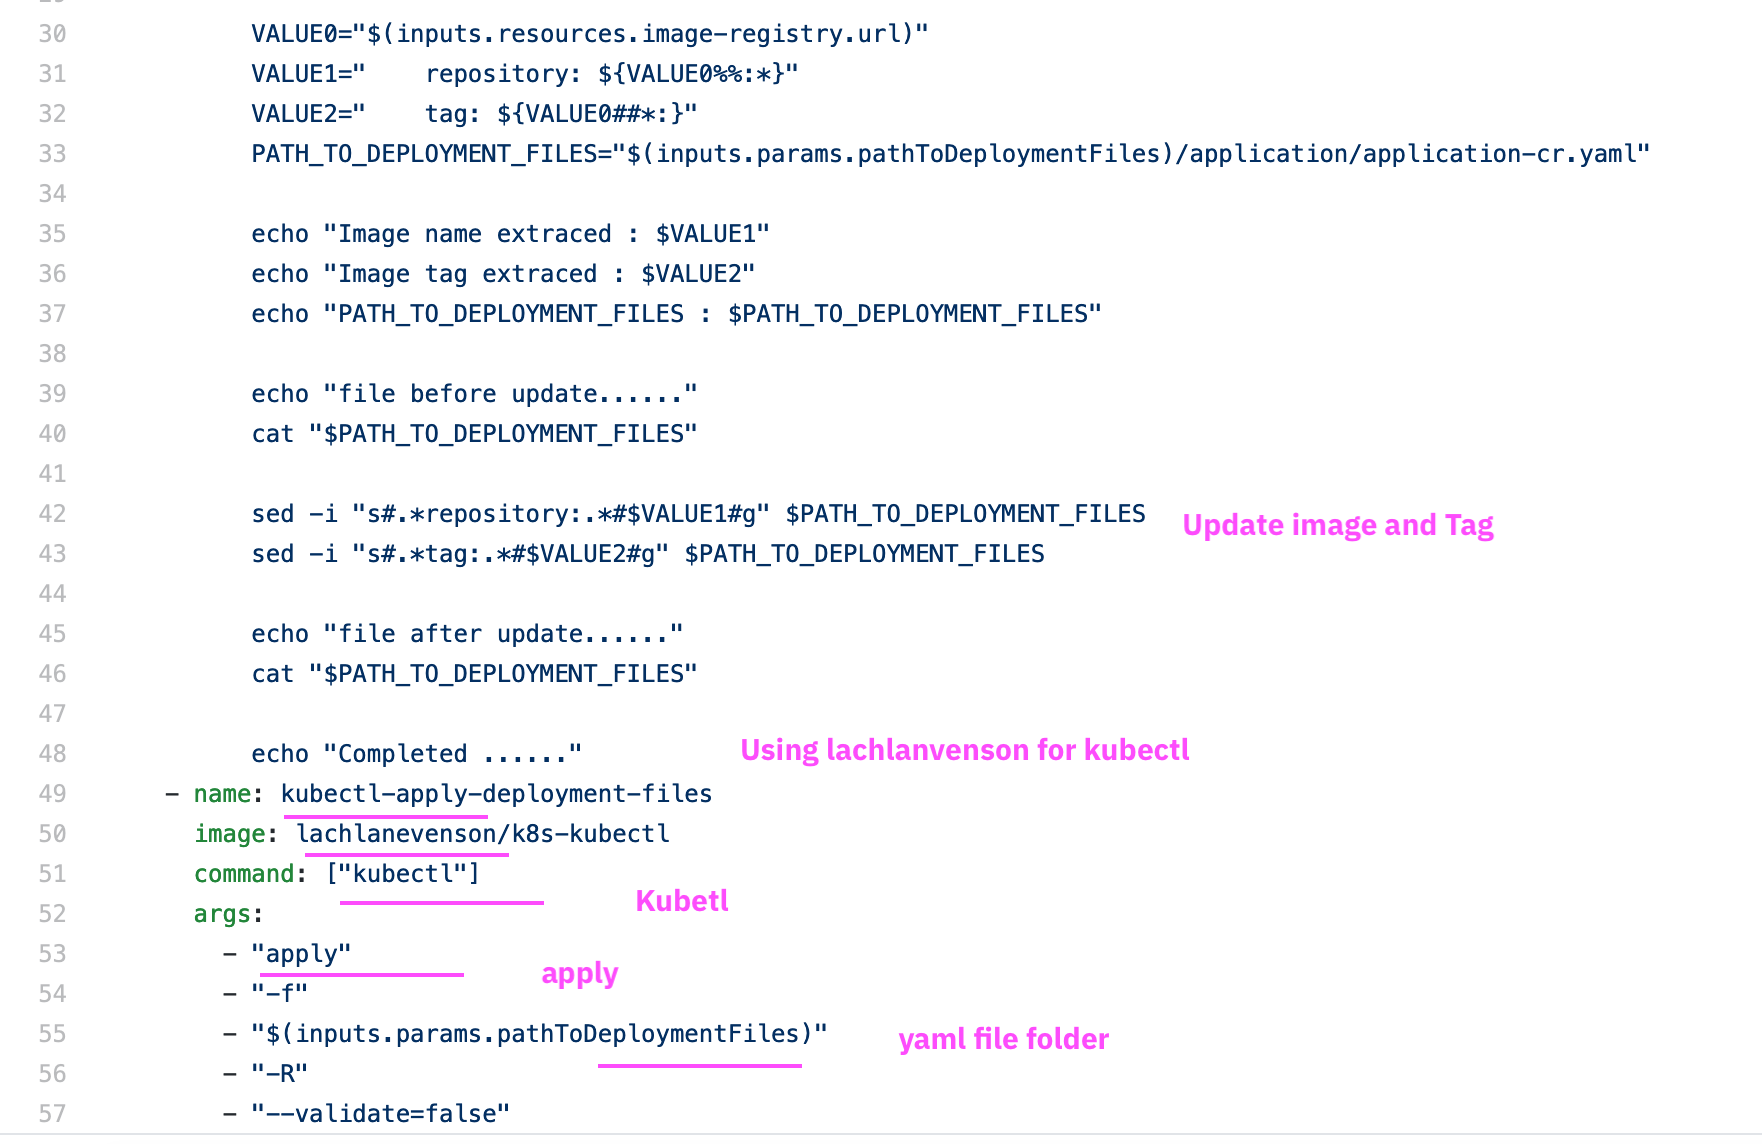 30 VALUE0="$(inputs.resources.image-registry.url)"
31 VALUE1="    repository: ${VALUE0%%:*}"
32 VALUE2="    tag: ${VALUE0##*:}"
33 PATH_TO_DEPLOYMENT_FILES="$(inputs.params.pathToDeploymentFiles)/application/application-cr.yaml"
34
35 echo "Image name extraced : $VALUE1"
36 echo "Image tag extraced : $VALUE2"
37 echo "PATH_TO_DEPLOYMENT_FILES : $PATH_TO_DEPLOYMENT_FILES"
38
39 echo "file before update......"
40 cat "$PATH_TO_DEPLOYMENT_FILES"
41
42 sed -i "s#.*repository:.*#$VALUE1#g" $PATH_TO_DEPLOYMENT_FILES
Update image and Tag
43 sed -i "s#.*tag:.*#$VALUE2#g" $PATH_TO_DEPLOYMENT_FILES
44
45 echo "file after update......"
46 cat "$PATH_TO_DEPLOYMENT_FILES"
47
48 echo "Completed ......"
Using lachlanvenson for kubectl
49 - name: kubectl-apply-deployment-files
50 image: lachlanevenson/k8s-kubectl
51 command: ["kubectl"]
Kubetl
52 args:
53 - "apply"
apply
54 - "-f"
55 - "$(inputs.params.pathToDeploymentFiles)"
yaml file folder
56 - "-R"
57 - "--validate=false"